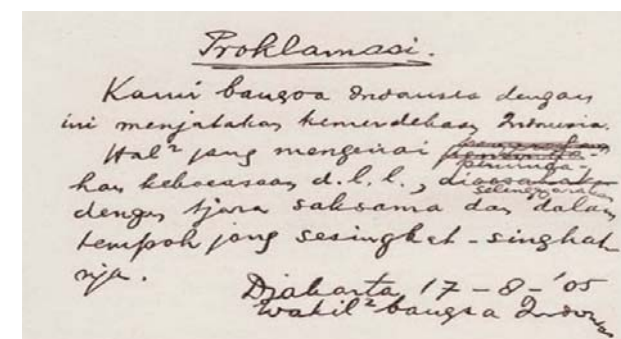 Proklamasi.
Kami bangsa Indonesia dengan
ini menjatakan kemerdekaan Indonesia.
Hal² jang mengenai peminda-
han kekoeasaan d.l.l., diselenggarakan
dengan tjara saksama dan dalam
tempoh jang sesingkat-singkat-
nja.
Djakarta, 17 - 8 - '05
Wakil² bangsa Indonesia